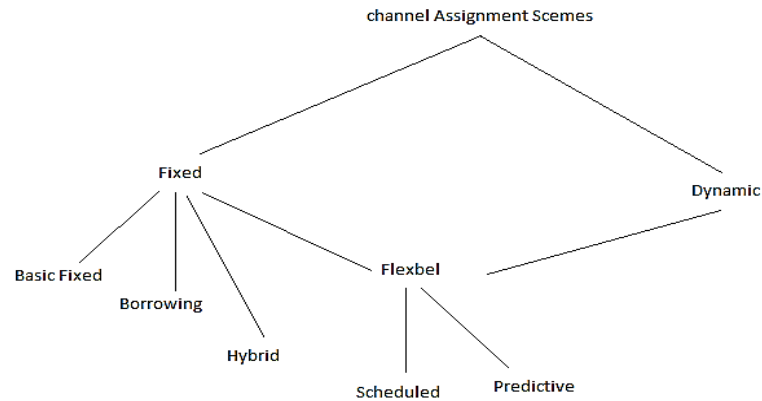 channel Assignment Scemes
Fixed
Dynamic
Basic Fixed
Flexbel
Borrowing
Hybrid
Scheduled
Predictive